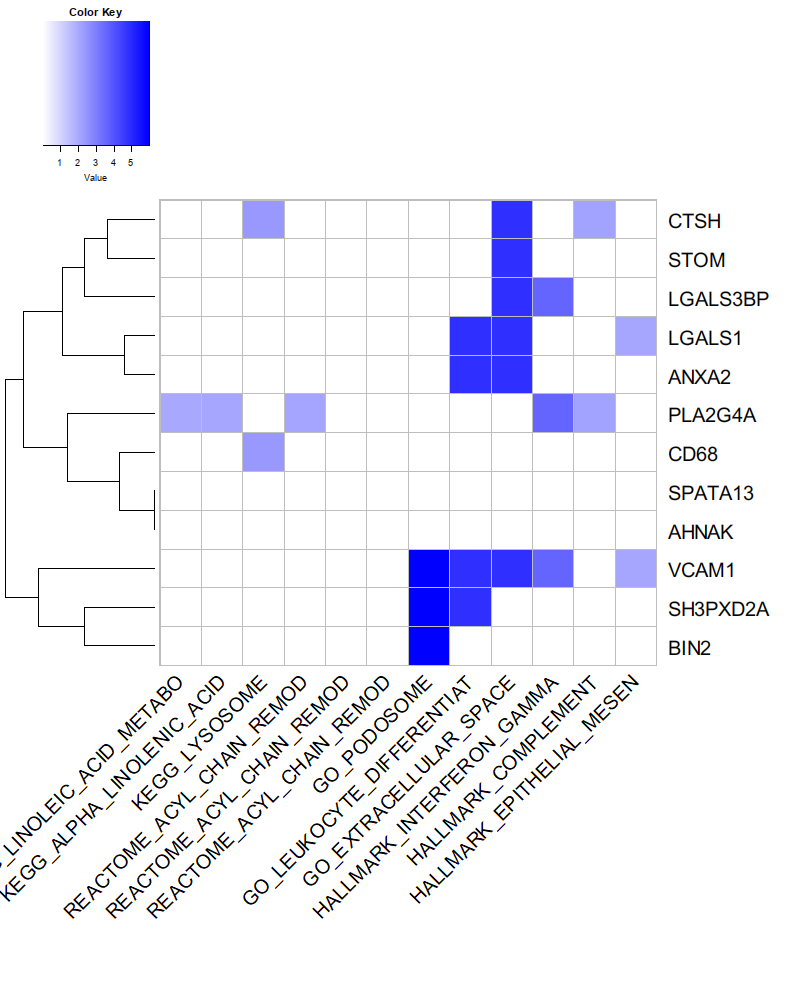 Color Key
1 2 3 4 5
Value
CTSH
STOM
LGALS3BP
LGALS1
ANXA2
PLA2G4A
CD68
SPATA13
AHNAK
VCAM1
SH3PXD2A
BIN2
_LINOLEIC_ACID_METABO
KEGG_ALPHA_LINOLENIC_ACID
KEGG_LYSOSOME
REACTOME_ACYL_CHAIN_REMOD
REACTOME_ACYL_CHAIN_REMOD
REACTOME_ACYL_CHAIN_REMOD
GO_PODOSOME
GO_LEUKOCYTE_DIFFERENTIAT
GO_EXTRACELLULAR_SPACE
HALLMARK_INTERFERON_GAMMA
HALLMARK_COMPLEMENT
HALLMARK_EPITHELIAL_MESEN